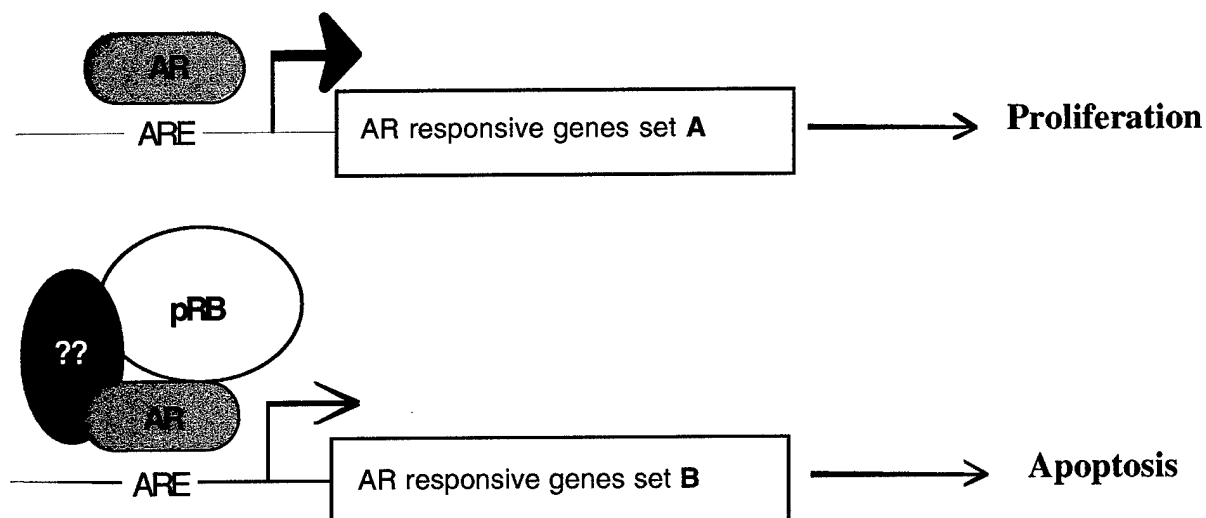 AR
ARE
AR responsive genes set A
Proliferation
pRB
??
AR
ARE
AR responsive genes set B
Apoptosis